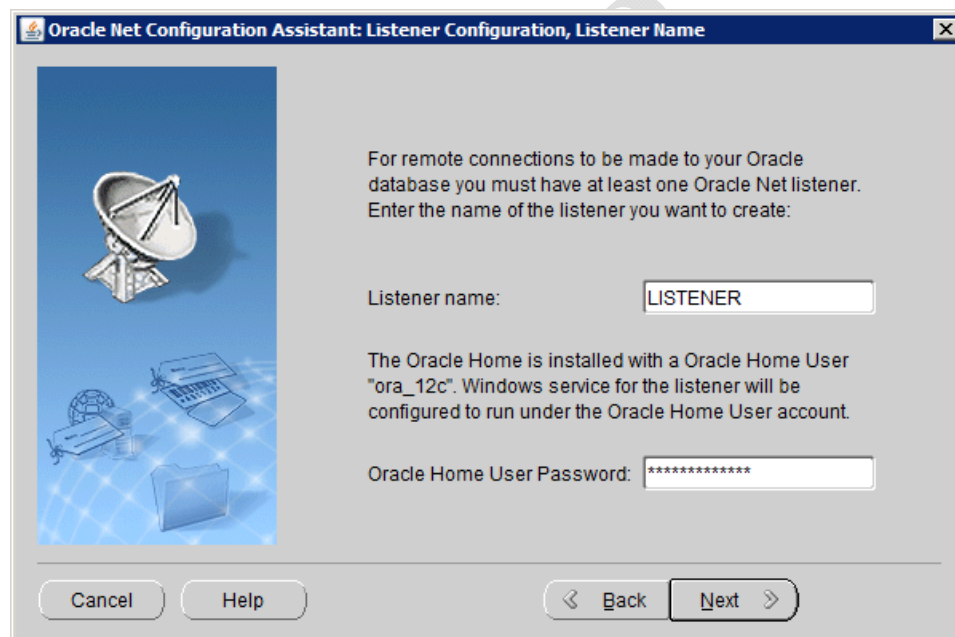 Oracle Net Configuration Assistant: Listener Configuration, Listener Name
For remote connections to be made to your Oracle
database you must have at least one Oracle Net listener.
Enter the name of the listener you want to create:
Listener name: LISTENER
The Oracle Home is installed with a Oracle Home User
"ora_12c". Windows service for the listener will be
configured to run under the Oracle Home User account.
Oracle Home User Password: *************
Cancel Help Back Next